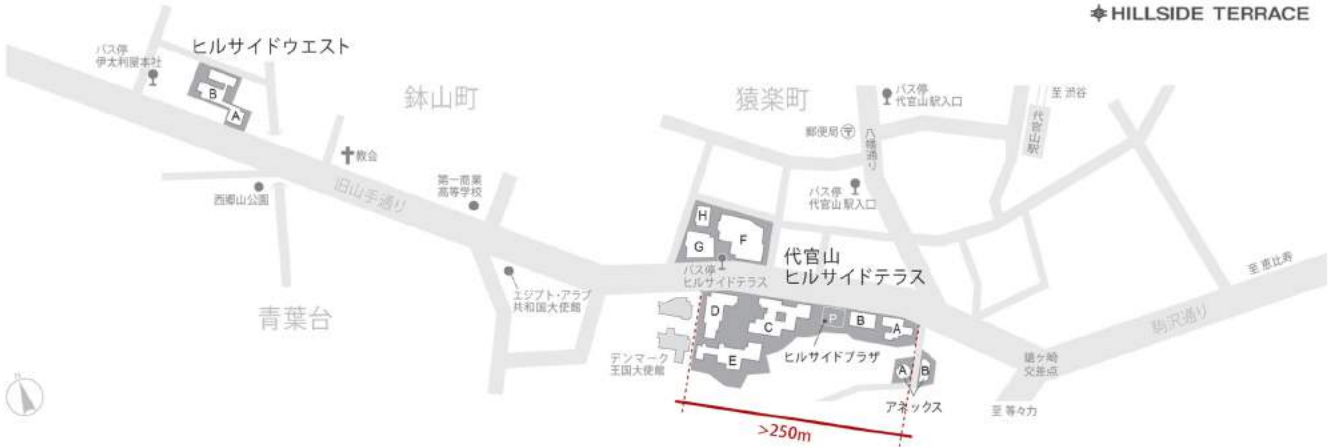 HILLSIDE TERRACE
バス停
伊太利屋本社
ヒルサイドウエスト
B
A
鉢山町
猿楽町
バス停
代官山駅入口
至 渋谷
代官山駅
郵便局
〒
八幡通り
教会
西郷山公園
旧山手通り
第一商業
高等学校
バス停
代官山駅入口
H
G
F
バス停
ヒルサイドテラス
代官山
ヒルサイドテラス
至 恵比寿
駒沢通り
青葉台
エジプト・アラブ
共和国大使館
デンマーク
王国大使館
D
C
E
P
B
A
ヒルサイドプラザ
A
B
アネックス
鎗ヶ崎
交差点
至 等々力
N
>250m